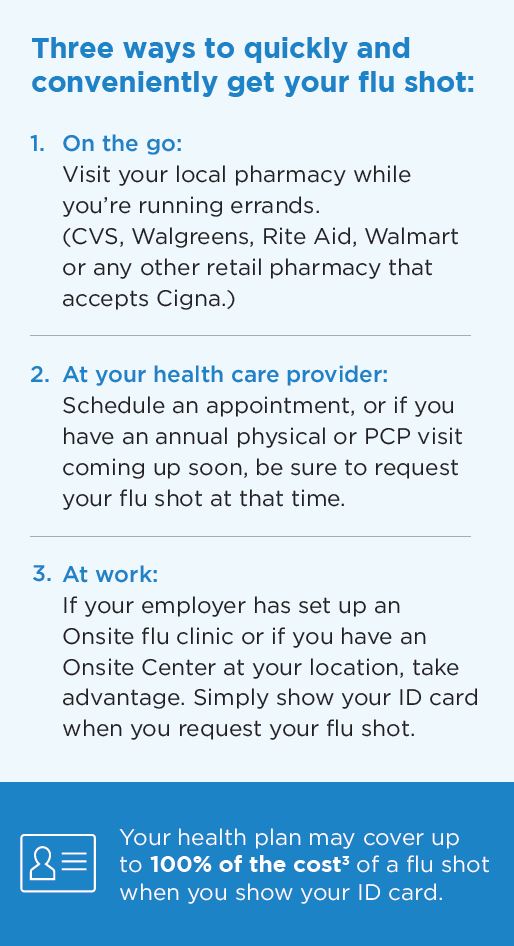 Three ways to quickly and
conveniently get your flu shot:
1. On the go:
Visit your local pharmacy while
you’re running errands.
(CVS, Walgreens, Rite Aid, Walmart
or any other retail pharmacy that
accepts Cigna.)
2. At your health care provider:
Schedule an appointment, or if you
have an annual physical or PCP visit
coming up soon, be sure to request
your flu shot at that time.
3. At work:
If your employer has set up an
Onsite flu clinic or if you have an
Onsite Center at your location, take
advantage. Simply show your ID card
when you request your flu shot.
Your health plan may cover up
to 100% of the cost³ of a flu shot
when you show your ID card.